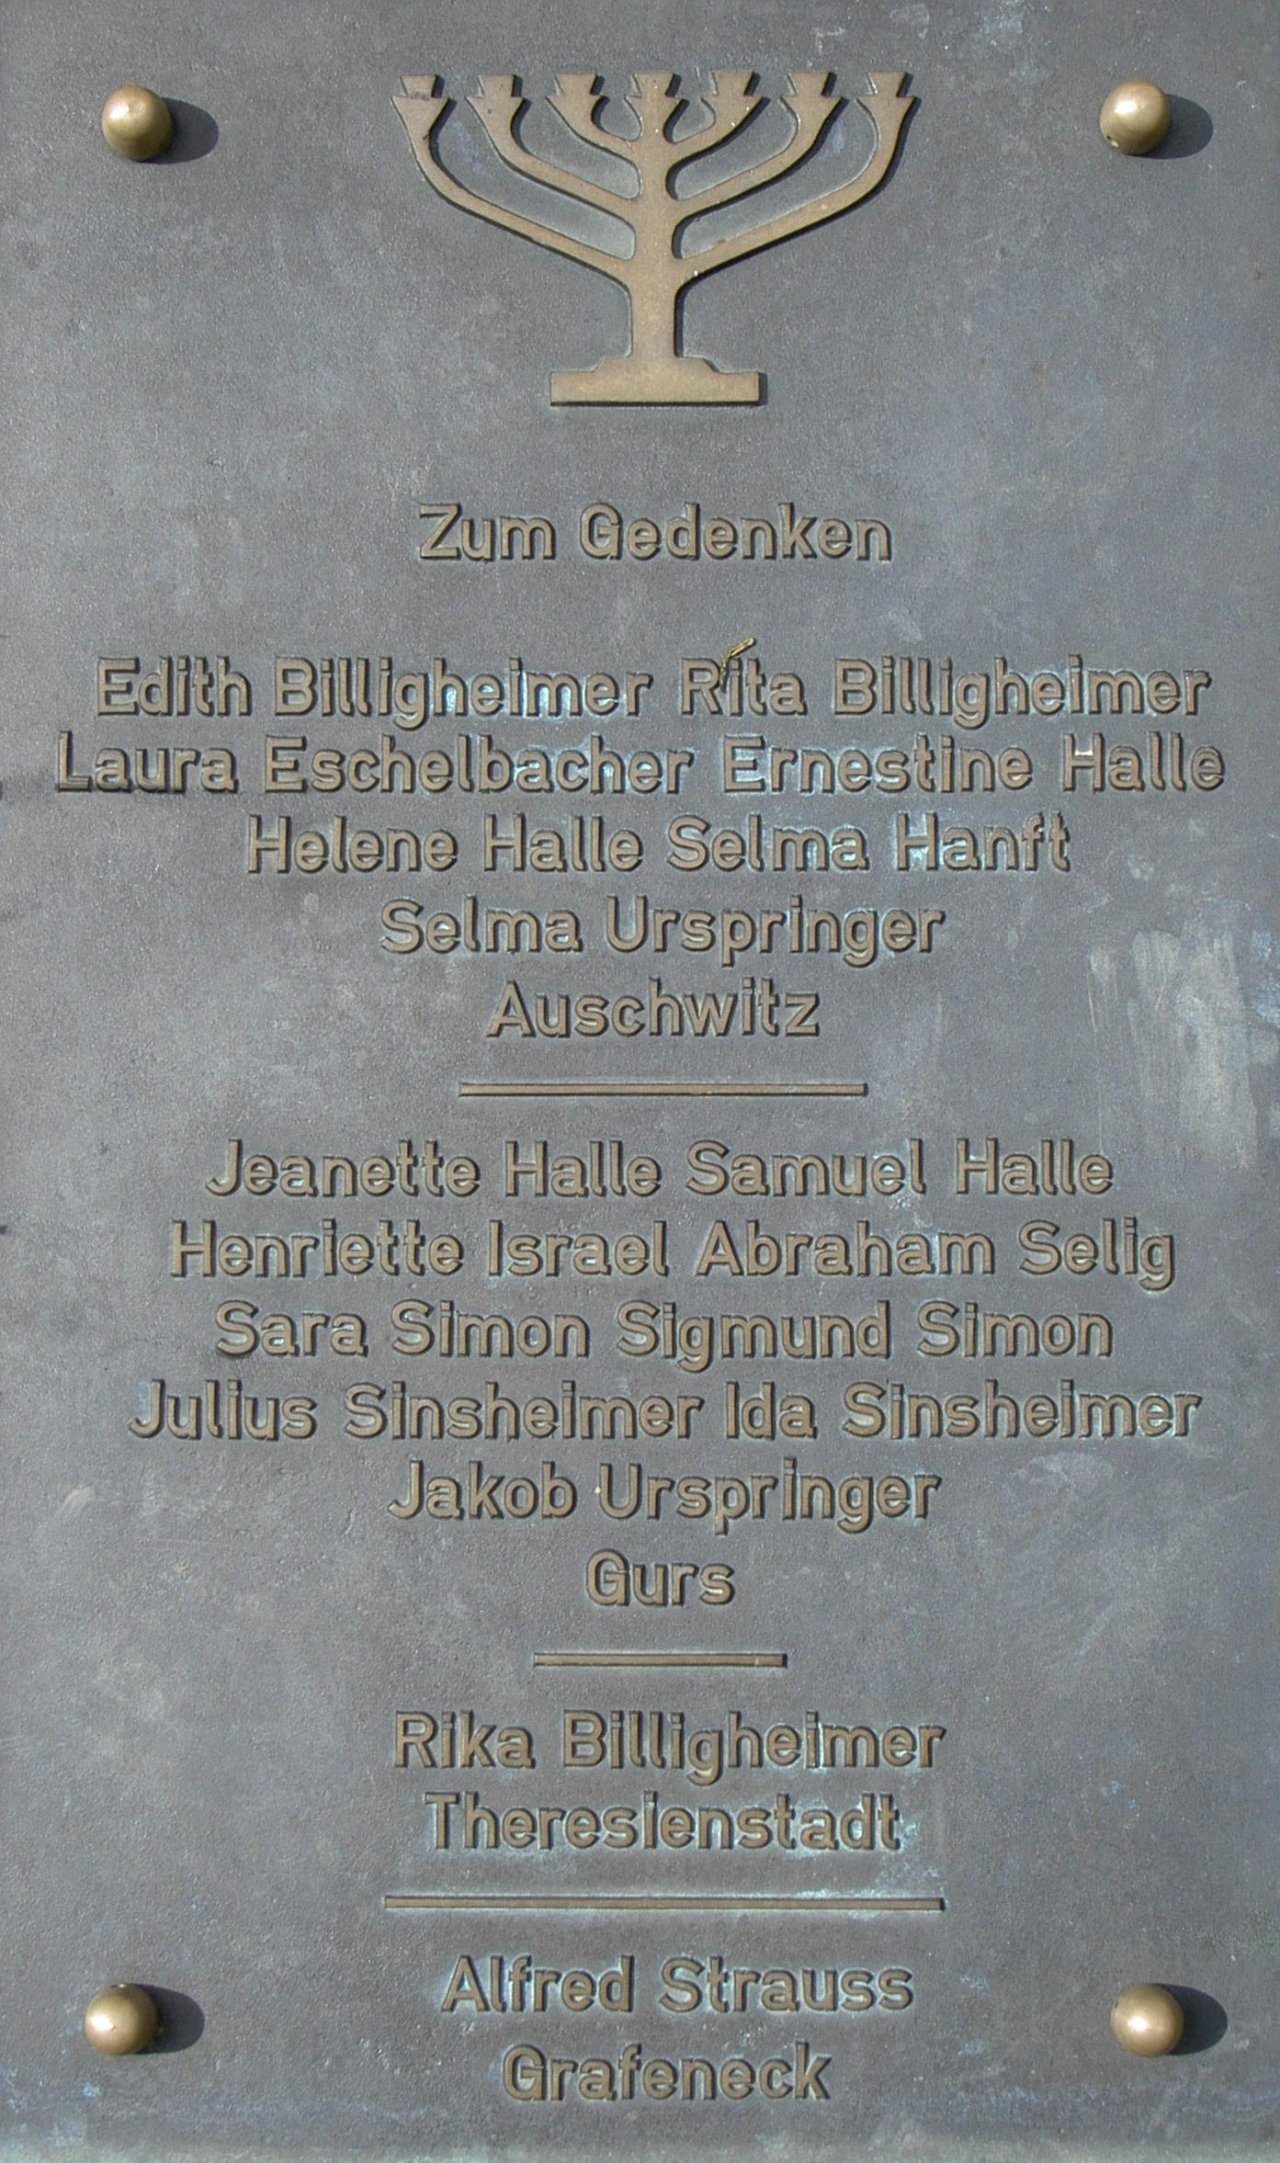 Zum Gedenken
Edith Billigheimer Rita Billigheimer
Laura Eschelbacher Ernestine Halle
Helene Halle Selma Hanft
Selma Urspringer
Auschwitz
Jeanette Halle Samuel Halle
Henriette Israel Abraham Selig
Sara Simon Sigmund Simon
Julius Sinsheimer Ida Sinsheimer
Jakob Urspringer
Gurs
Rika Billigheimer
Theresienstadt
Alfred Strauss
Grafeneck